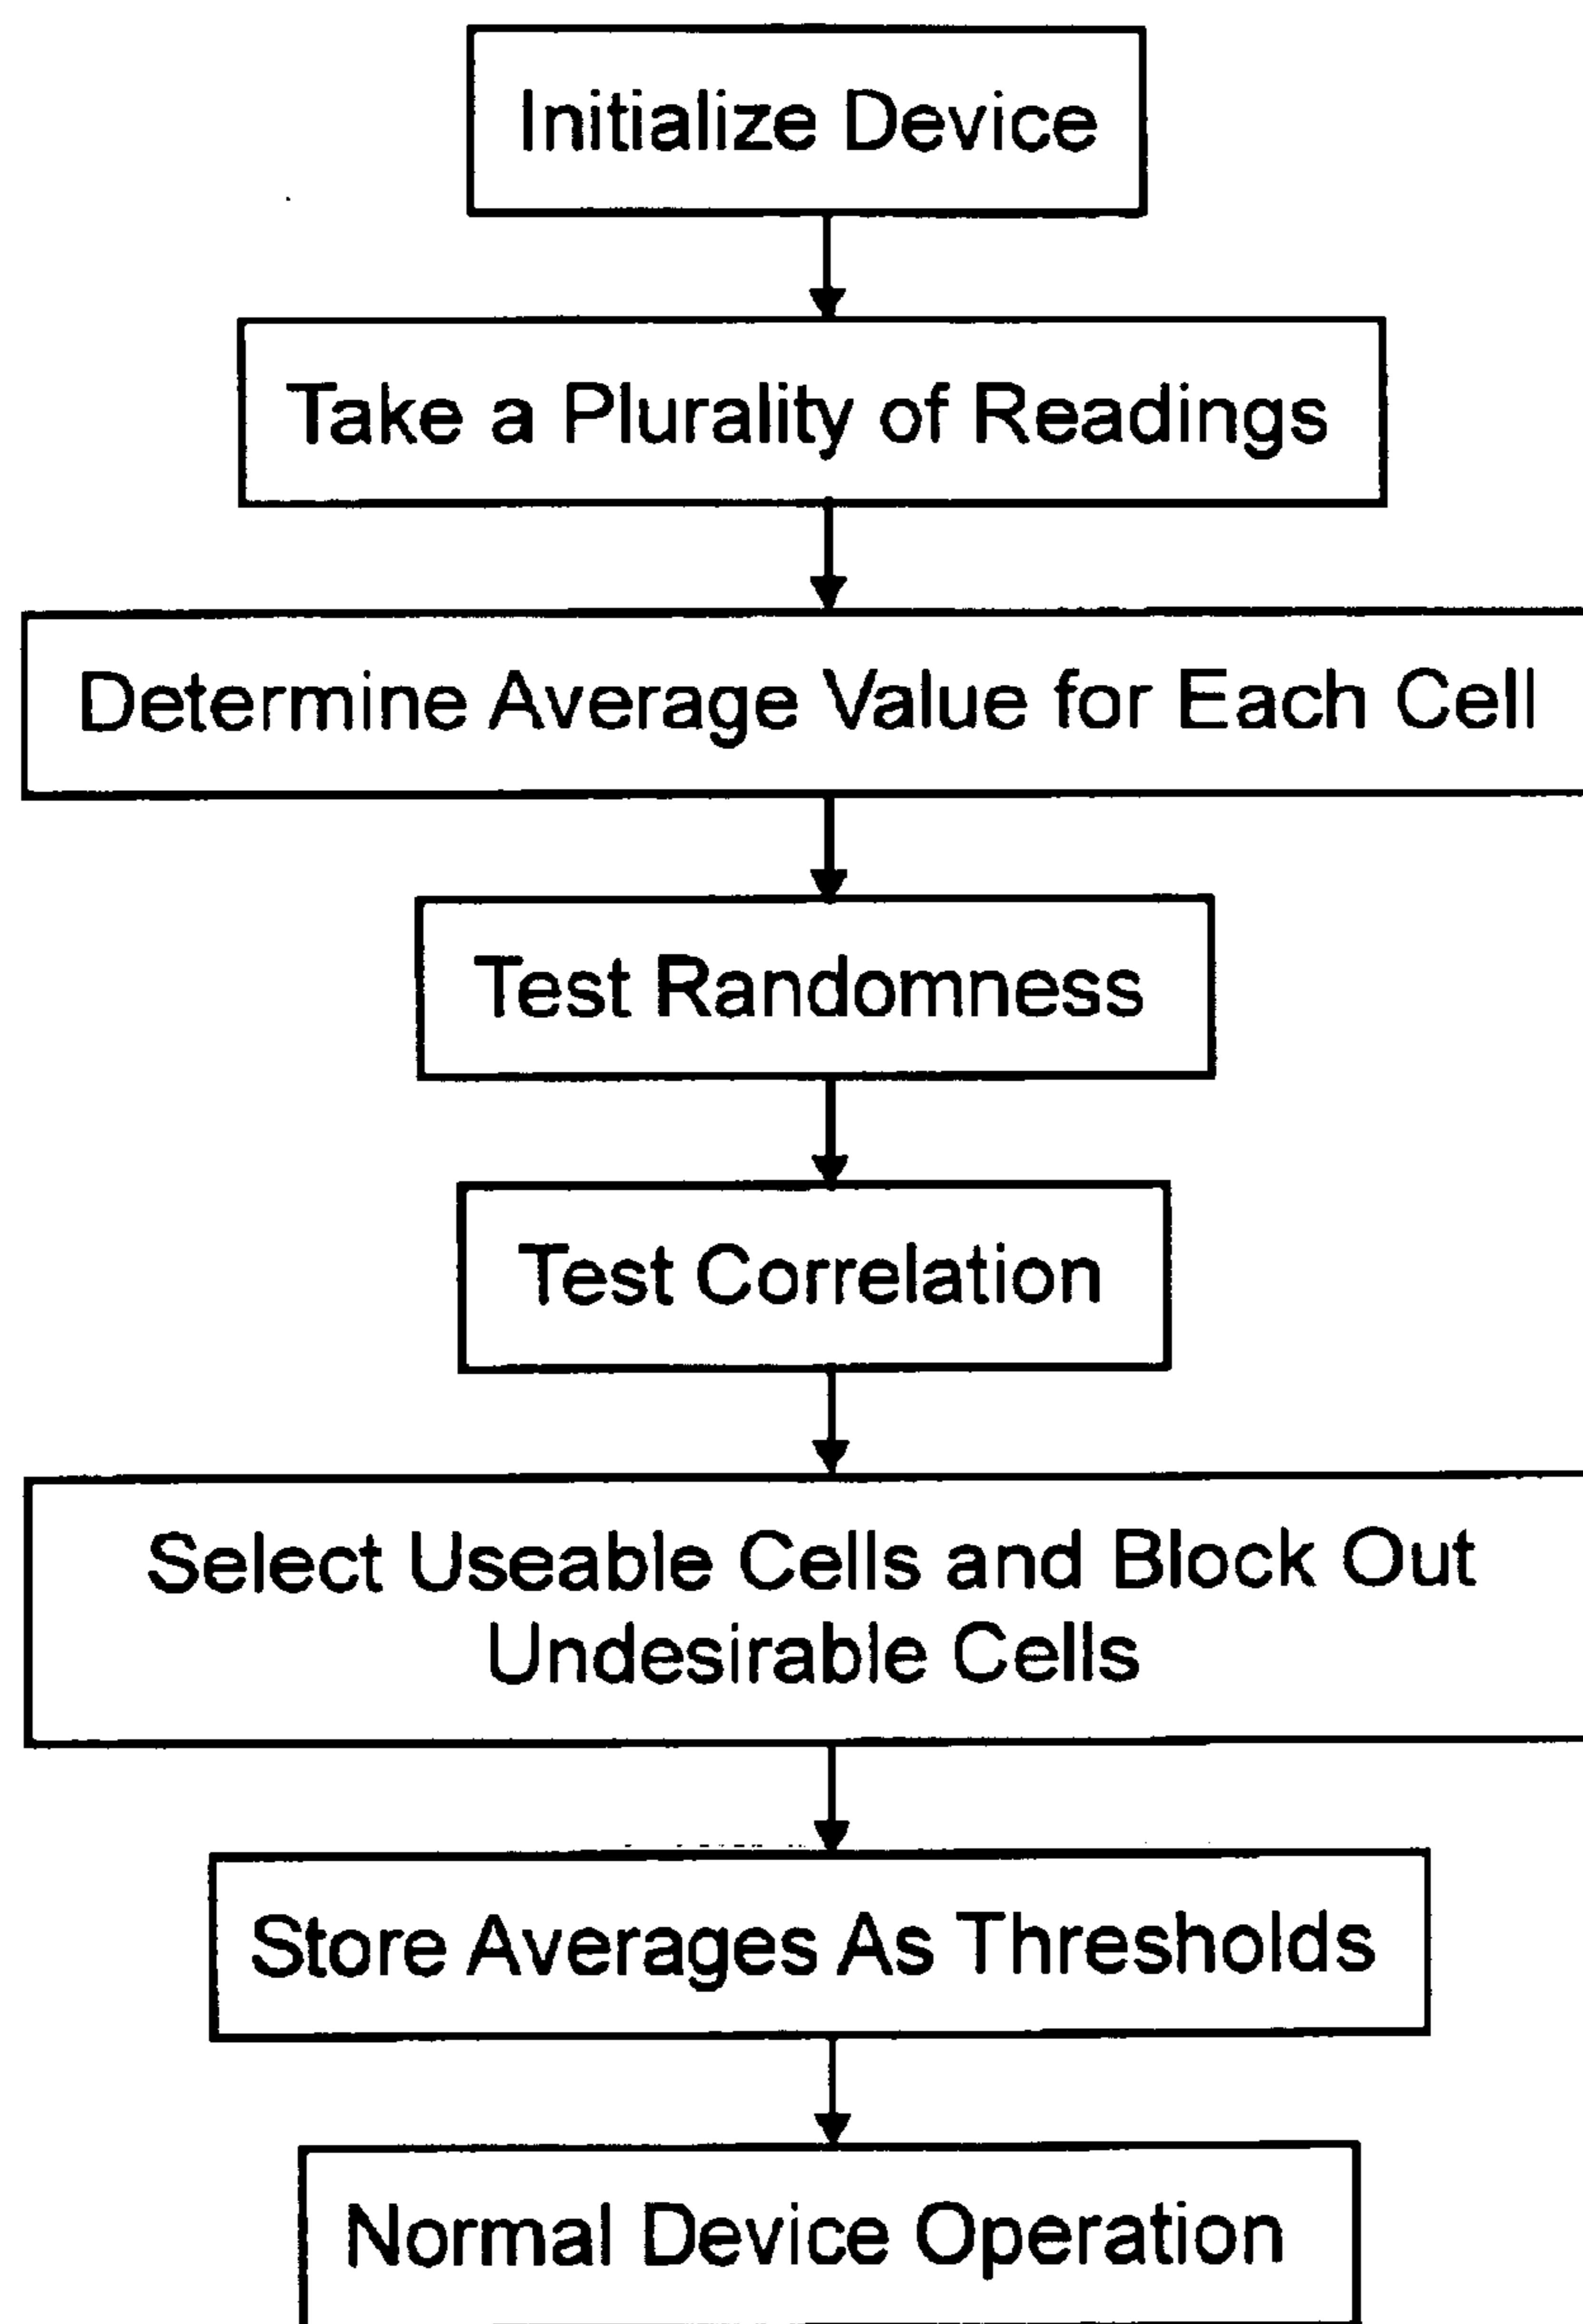 Initialize Device
Take a Plurality of Readings
Determine Average Value for Each Cell
Test Randomness
Test Correlation
Select Useable Cells and Block Out
Undesirable Cells
Store Averages As Thresholds
Normal Device Operation